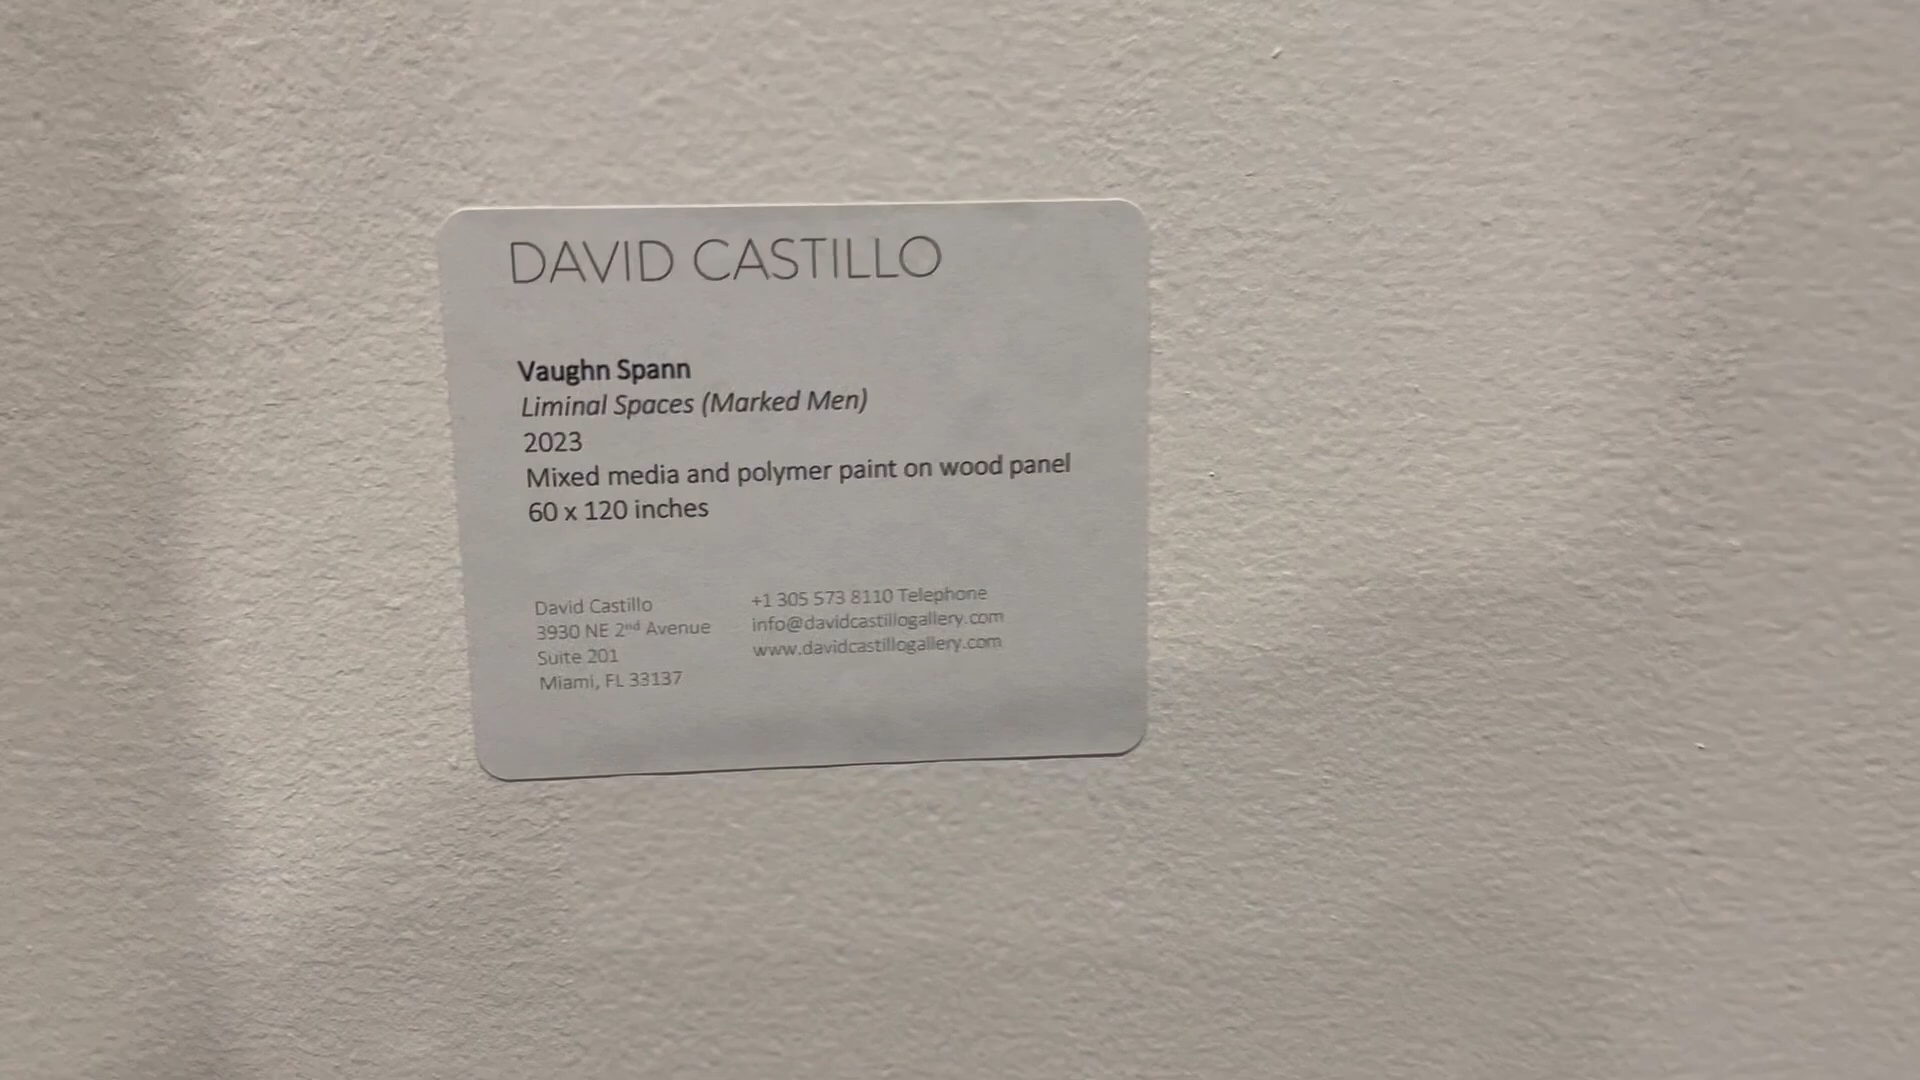 DAVID CASTILLO
Vaughn Spann
Liminal Spaces (Marked Men)
2023
Mixed media and polymer paint on wood panel
60 x 120 inches
David Castillo
3930 NE 2nd Avenue
Suite 201
Miami, FL 33137
+1 305 573 8110 Telephone
info@davidcastillogallery.com
www.davidcastillogallery.com